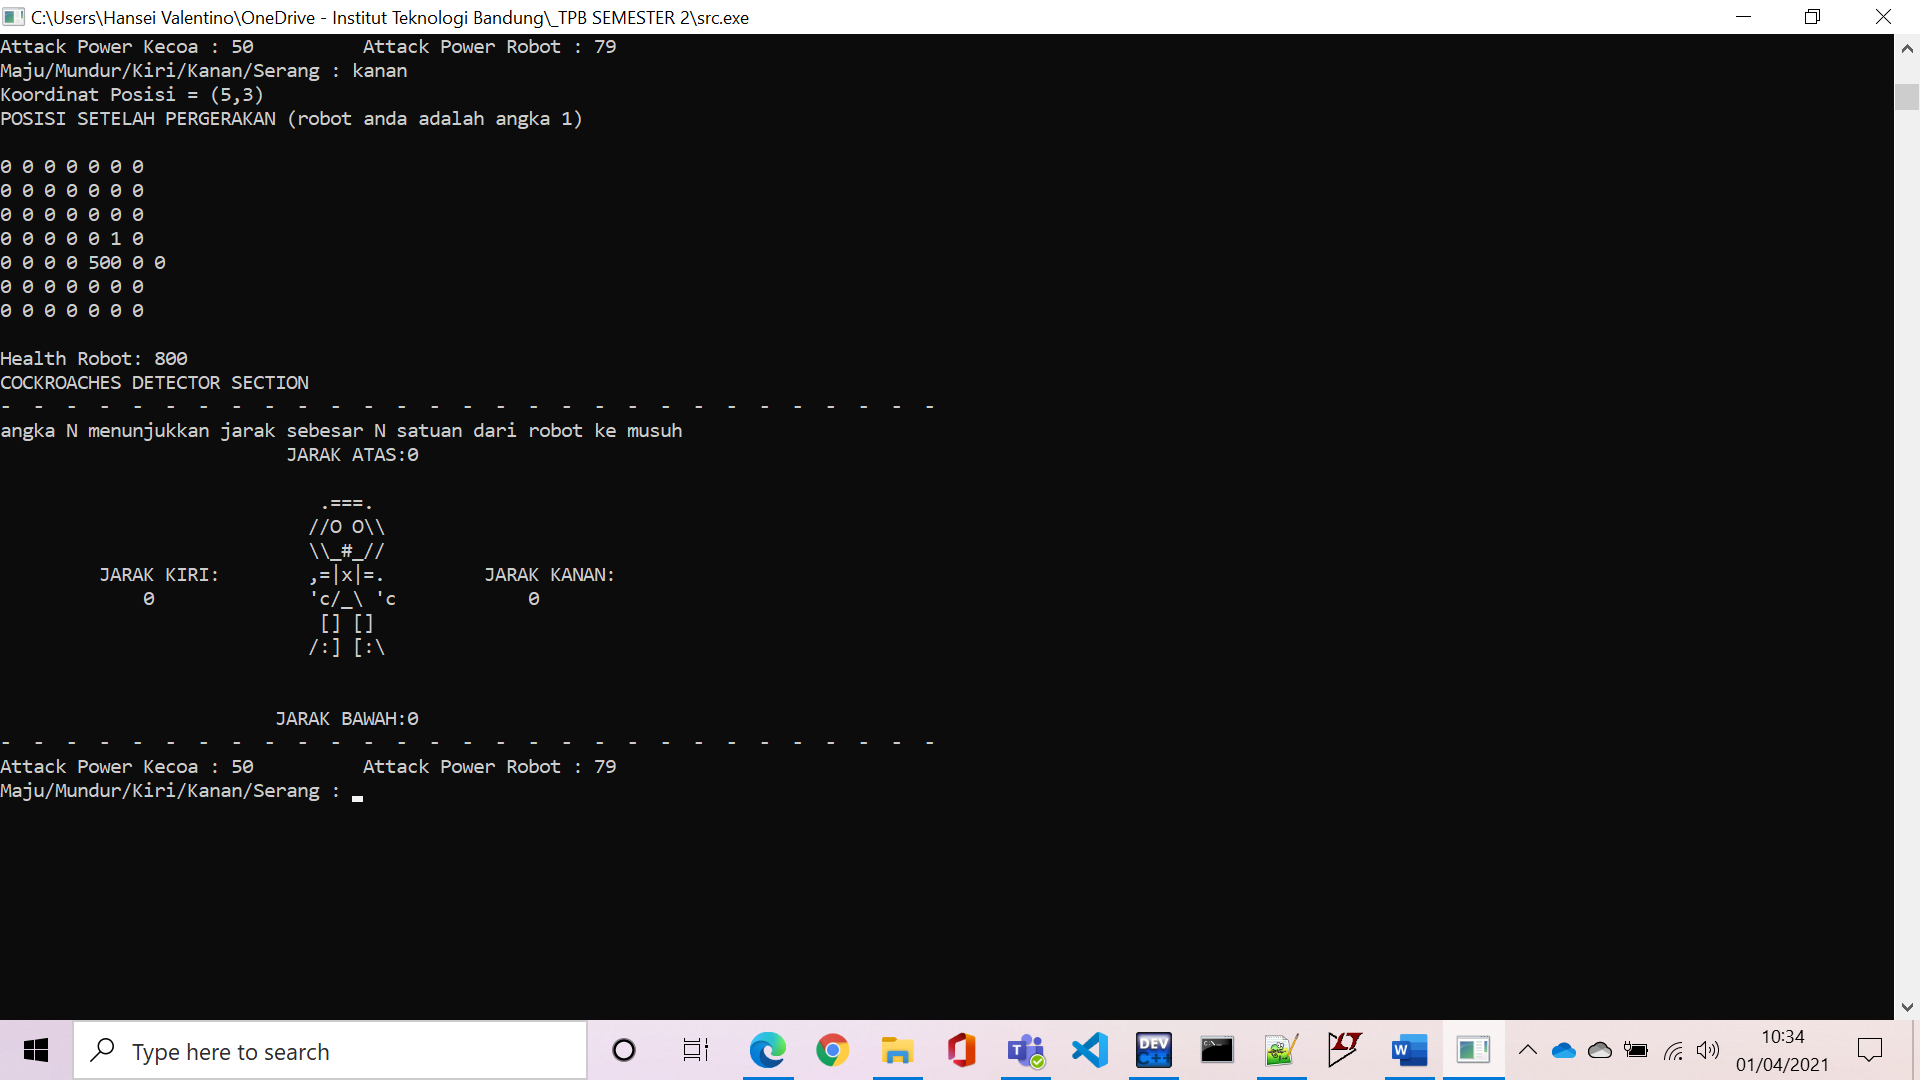 C:\Users\Hansei Valentino\OneDrive - Institut Teknologi Bandung\_TPB SEMESTER 2\src.exe
Attack Power Kecoa : 50          Attack Power Robot : 79
Maju/Mundur/Kiri/Kanan/Serang : kanan
Koordinat Posisi = (5,3)
POSISI SETELAH PERGERAKAN (robot anda adalah angka 1)
0 0 0 0 0 0 0
0 0 0 0 0 0 0
0 0 0 0 0 0 0
0 0 0 0 0 1 0
0 0 0 0 500 0 0
0 0 0 0 0 0 0
0 0 0 0 0 0 0
Health Robot: 800
COCKROACHES DETECTOR SECTION
-  -  -  -  -  -  -  -  -  -  -  -  -  -  -  -  -  -  -  -  -  -  -  -  -  -  -  -  -
angka N menunjukkan jarak sebesar N satuan dari robot ke musuh
JARAK ATAS:0
.===.
//O O\\
\\_#_//
JARAK KIRI:        ,=|x|=.         JARAK KANAN:
0              'c/_\ 'c            0
[] []
/:] [:\
JARAK BAWAH:0
-  -  -  -  -  -  -  -  -  -  -  -  -  -  -  -  -  -  -  -  -  -  -  -  -  -  -  -  -
Attack Power Kecoa : 50          Attack Power Robot : 79
Maju/Mundur/Kiri/Kanan/Serang :
Type here to search
DEV
C++
10:34
01/04/2021